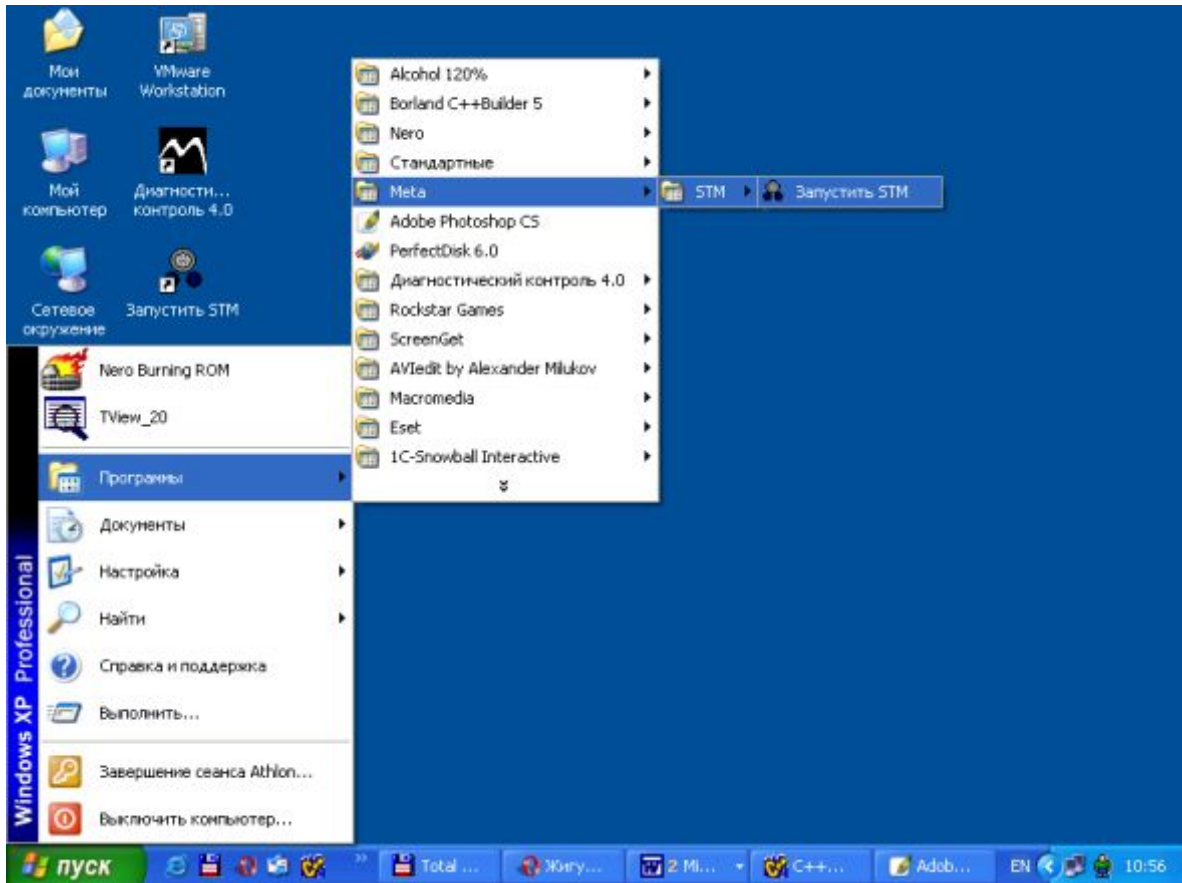 Мои
документы
VMware
Workstation
Мой
компьютер
Диагности...
контроль 4.0
Сетевое
окружение
Запустить STM
Alcohol 120%
Borland C++Builder 5
Nero
Стандартные
Meta
STM
Запустить STM
Adobe Photoshop CS
PerfectDisk 6.0
Диагностический контроль 4.0
Rockstar Games
ScreenGet
AVIedit by Alexander Milukov
Macromedia
Eset
1C-Snowball Interactive
Nero Burning ROM
TView_20
Программы
Документы
Настройка
Найти
Справка и поддержка
Выполнить...
Завершение сеанса Athlon...
Выключить компьютер...
Windows XP Professional
пуск
Total ...
Жигу...
2 Mi...
C++...
Adob...
EN
10:56